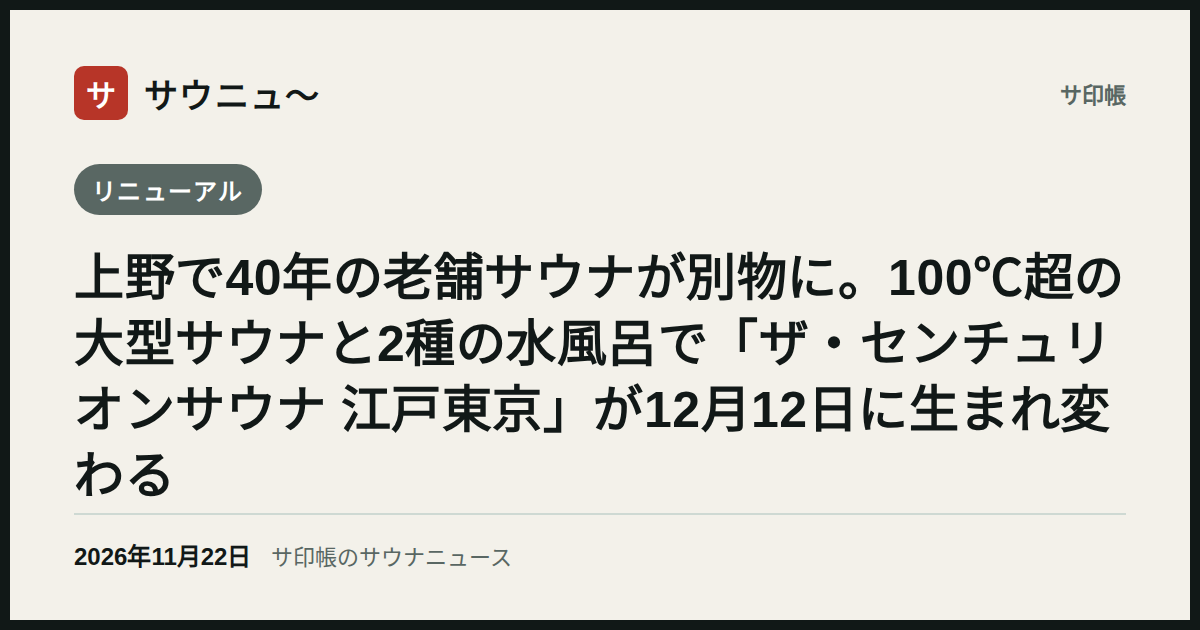 サ サウニュ〜
サ印帳
リニューアル
上野で40年の老舗サウナが別物に。100℃超の
大型サウナと2種の水風呂で「ザ・センチュリ
オンサウナ 江戸東京」が12月12日に生まれ変
わる
2026年11月22日 サ印帳のサウナニュース